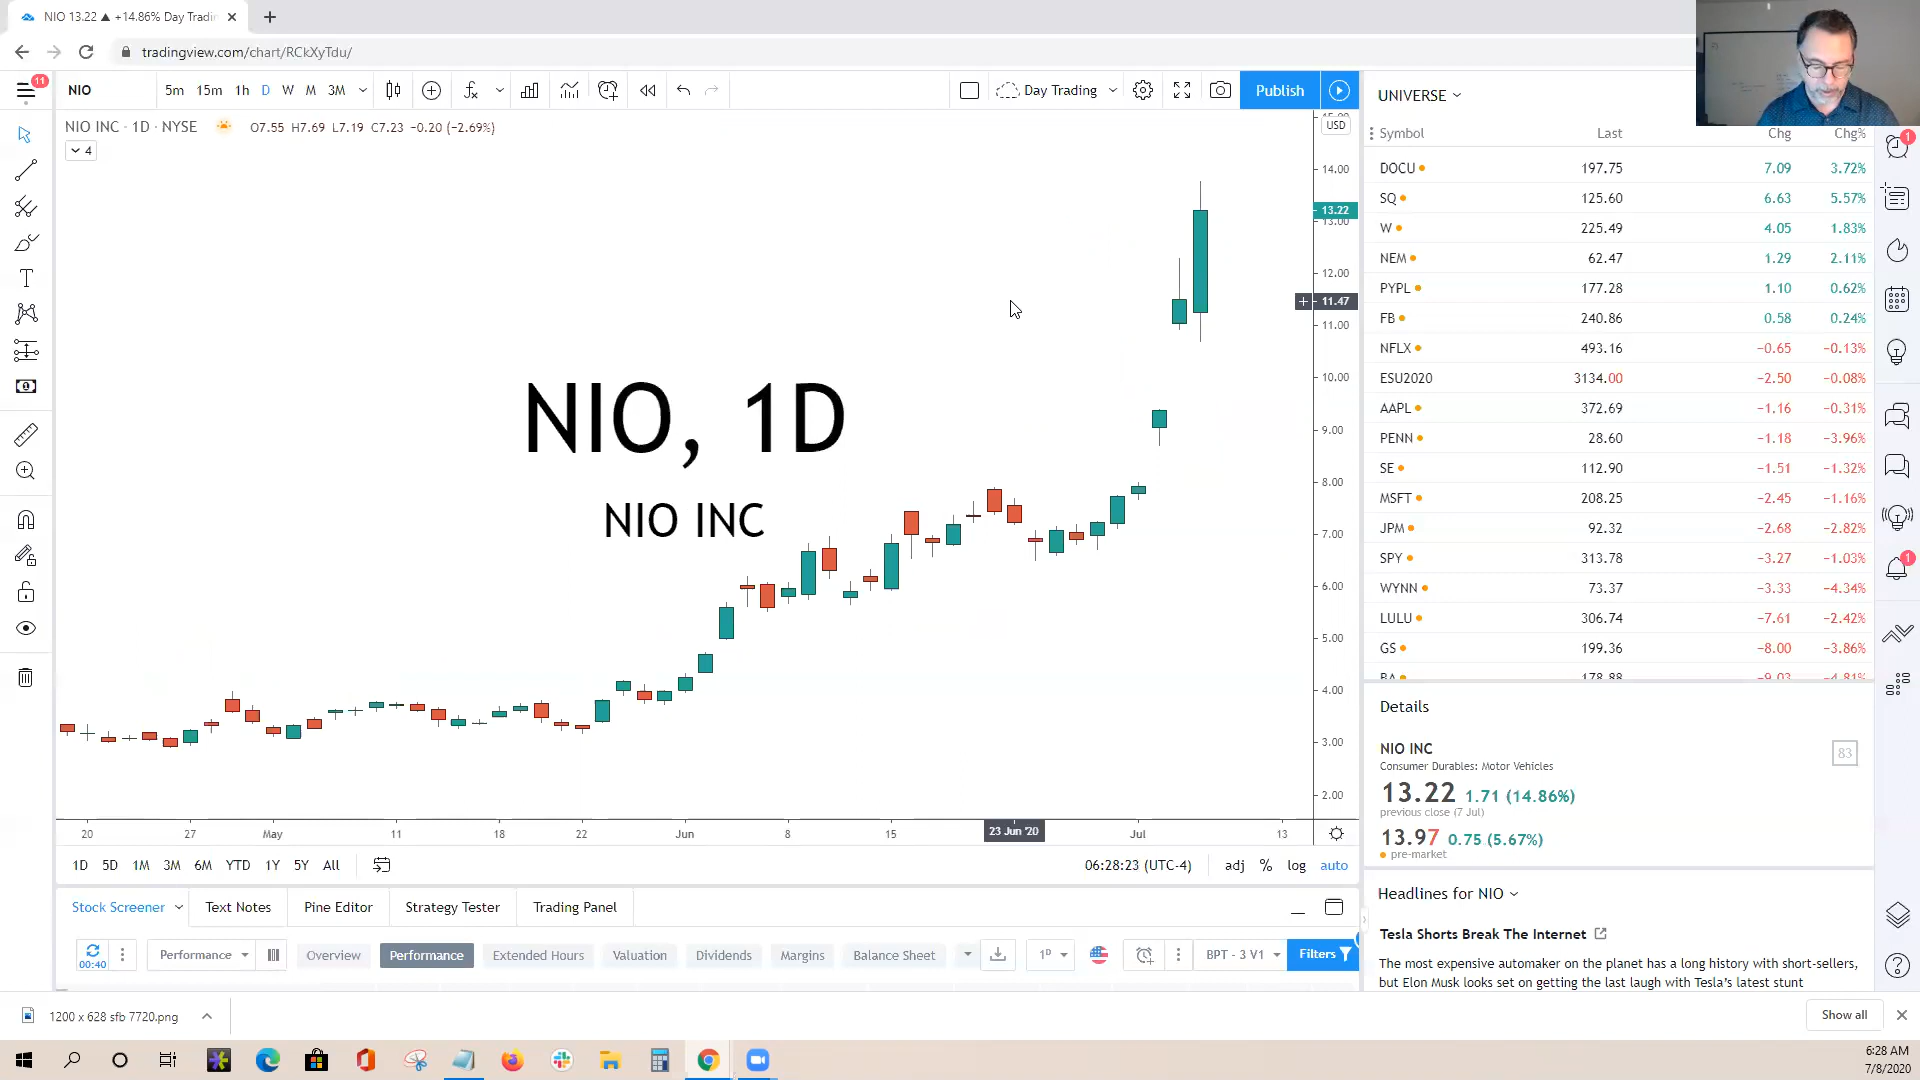 NIO 13.22 ▲ +14.86% Day Tradin
tradingview.com/chart/RCkXyTdu/
11
NIO
5m 15m 1h D W M 3M
Day Trading
Publish
NIO INC · 1D · NYSE O7.55 H7.69 L7.19 C7.23 −0.20 (−2.69%)
4
USD
14.00
13.22
13.00
12.00
11.47
11.00
10.00
9.00
8.00
7.00
6.00
5.00
4.00
3.00
2.00
NIO, 1D
NIO INC
20 27 May 11 18 22 Jun 8 15 23 Jun '20 Jul 13
1D 5D 1M 3M 6M YTD 1Y 5Y All
06:28:23 (UTC-4) adj % log auto
Stock Screener Text Notes Pine Editor Strategy Tester Trading Panel
00:40 Performance Overview Performance Extended Hours Valuation Dividends Margins Balance Sheet 1D BPT - 3 V1 Filters
UNIVERSE
Symbol Last Chg Chg%
DOCU 197.75 7.09 3.72%
SQ 125.60 6.63 5.57%
W 225.49 4.05 1.83%
NEM 62.47 1.29 2.11%
PYPL 177.28 1.10 0.62%
FB 240.86 0.58 0.24%
NFLX 493.16 −0.65 −0.13%
ESU2020 3134.00 −2.50 −0.08%
AAPL 372.69 −1.16 −0.31%
PENN 28.60 −1.18 −3.96%
SE 112.90 −1.51 −1.32%
MSFT 208.25 −2.45 −1.16%
JPM 92.32 −2.68 −2.82%
SPY 313.78 −3.27 −1.03%
WYNN 73.37 −3.33 −4.34%
LULU 306.74 −7.61 −2.42%
GS 199.36 −8.00 −3.86%
BA 178.88 −9.03 −4.81%
1
1
Details
NIO INC
83
Consumer Durables: Motor Vehicles
13.22 1.71 (14.86%)
previous close (7 Jul)
13.97 0.75 (5.67%)
pre-market
Headlines for NIO
Tesla Shorts Break The Internet
The most expensive automaker on the planet has a long history with short-sellers,
but Elon Musk looks set on getting the last laugh with Tesla's latest stunt
1200 x 628 sfb 7720.png
Show all
6:28 AM
7/8/2020